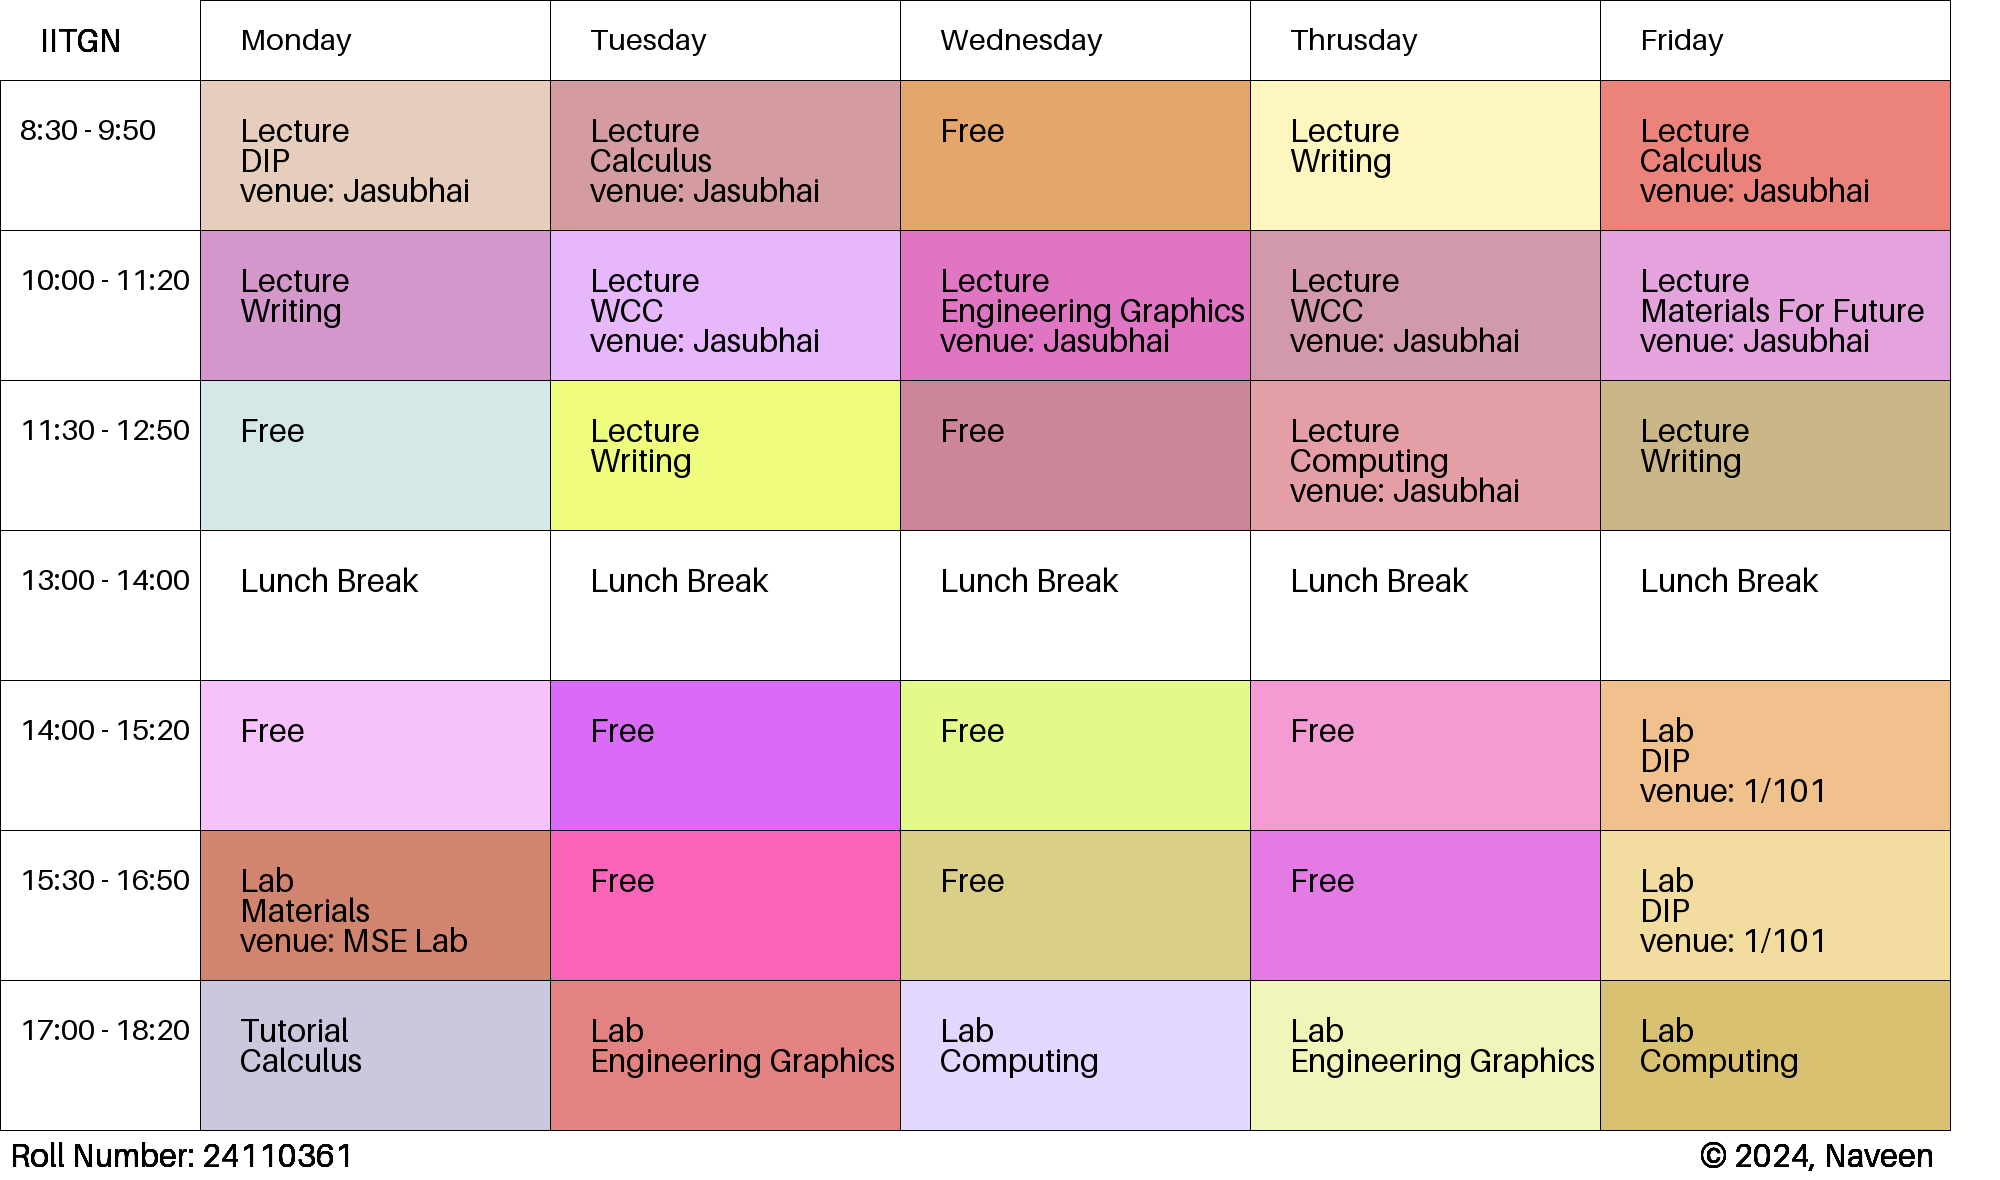 IITGN
Monday
Tuesday
Wednesday
Thrusday
Friday
8:30 - 9:50
Lecture
DIP
venue: Jasubhai
Lecture
Calculus
venue: Jasubhai
Free
Lecture
Writing
Lecture
Calculus
venue: Jasubhai
10:00 - 11:20
Lecture
Writing
Lecture
WCC
venue: Jasubhai
Lecture
Engineering Graphics
venue: Jasubhai
Lecture
WCC
venue: Jasubhai
Lecture
Materials For Future
venue: Jasubhai
11:30 - 12:50
Free
Lecture
Writing
Free
Lecture
Computing
venue: Jasubhai
Lecture
Writing
13:00 - 14:00
Lunch Break
Lunch Break
Lunch Break
Lunch Break
Lunch Break
14:00 - 15:20
Free
Free
Free
Free
Lab
DIP
venue: 1/101
15:30 - 16:50
Lab
Materials
venue: MSE Lab
Free
Free
Free
Lab
DIP
venue: 1/101
17:00 - 18:20
Tutorial
Calculus
Lab
Engineering Graphics
Lab
Computing
Lab
Engineering Graphics
Lab
Computing
Roll Number: 24110361
© 2024, Naveen